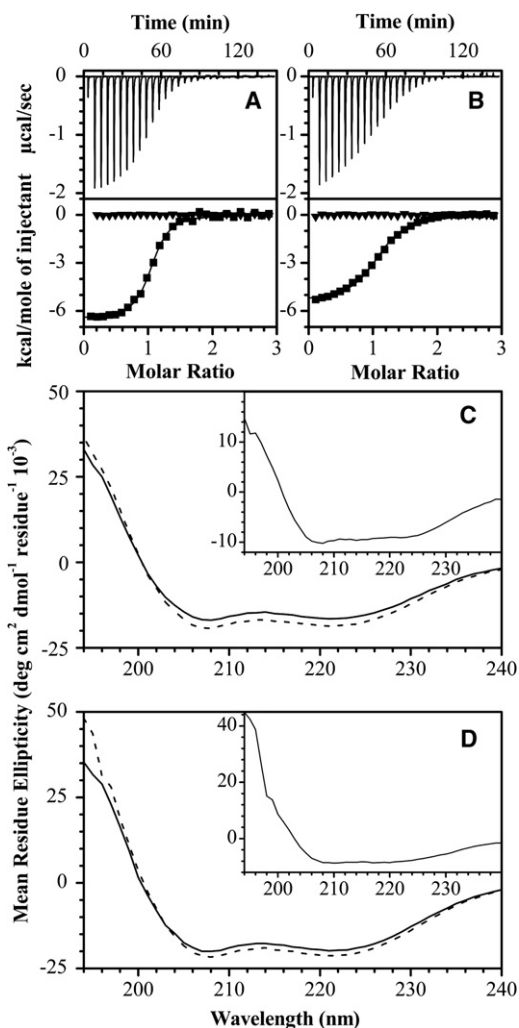 Time (min)
Time (min)
0 60 120
0 60 120
A
B
µcal/sec
0
-1
-2
0
-1
-2
kcal/mole of injectant
0
-3
-6
0
-3
-6
0 1 2 3
0 1 2 3
Molar Ratio
Molar Ratio
C
50
25
0
-25
10
0
-10
200 210 220 230
200 210 220 230 240
D
50
25
0
-25
40
20
0
200 210 220 230
200 210 220 230 240
Mean Residue Ellipticity (deg cm² dmol⁻¹ residue⁻¹ 10⁻³)
Wavelength (nm)